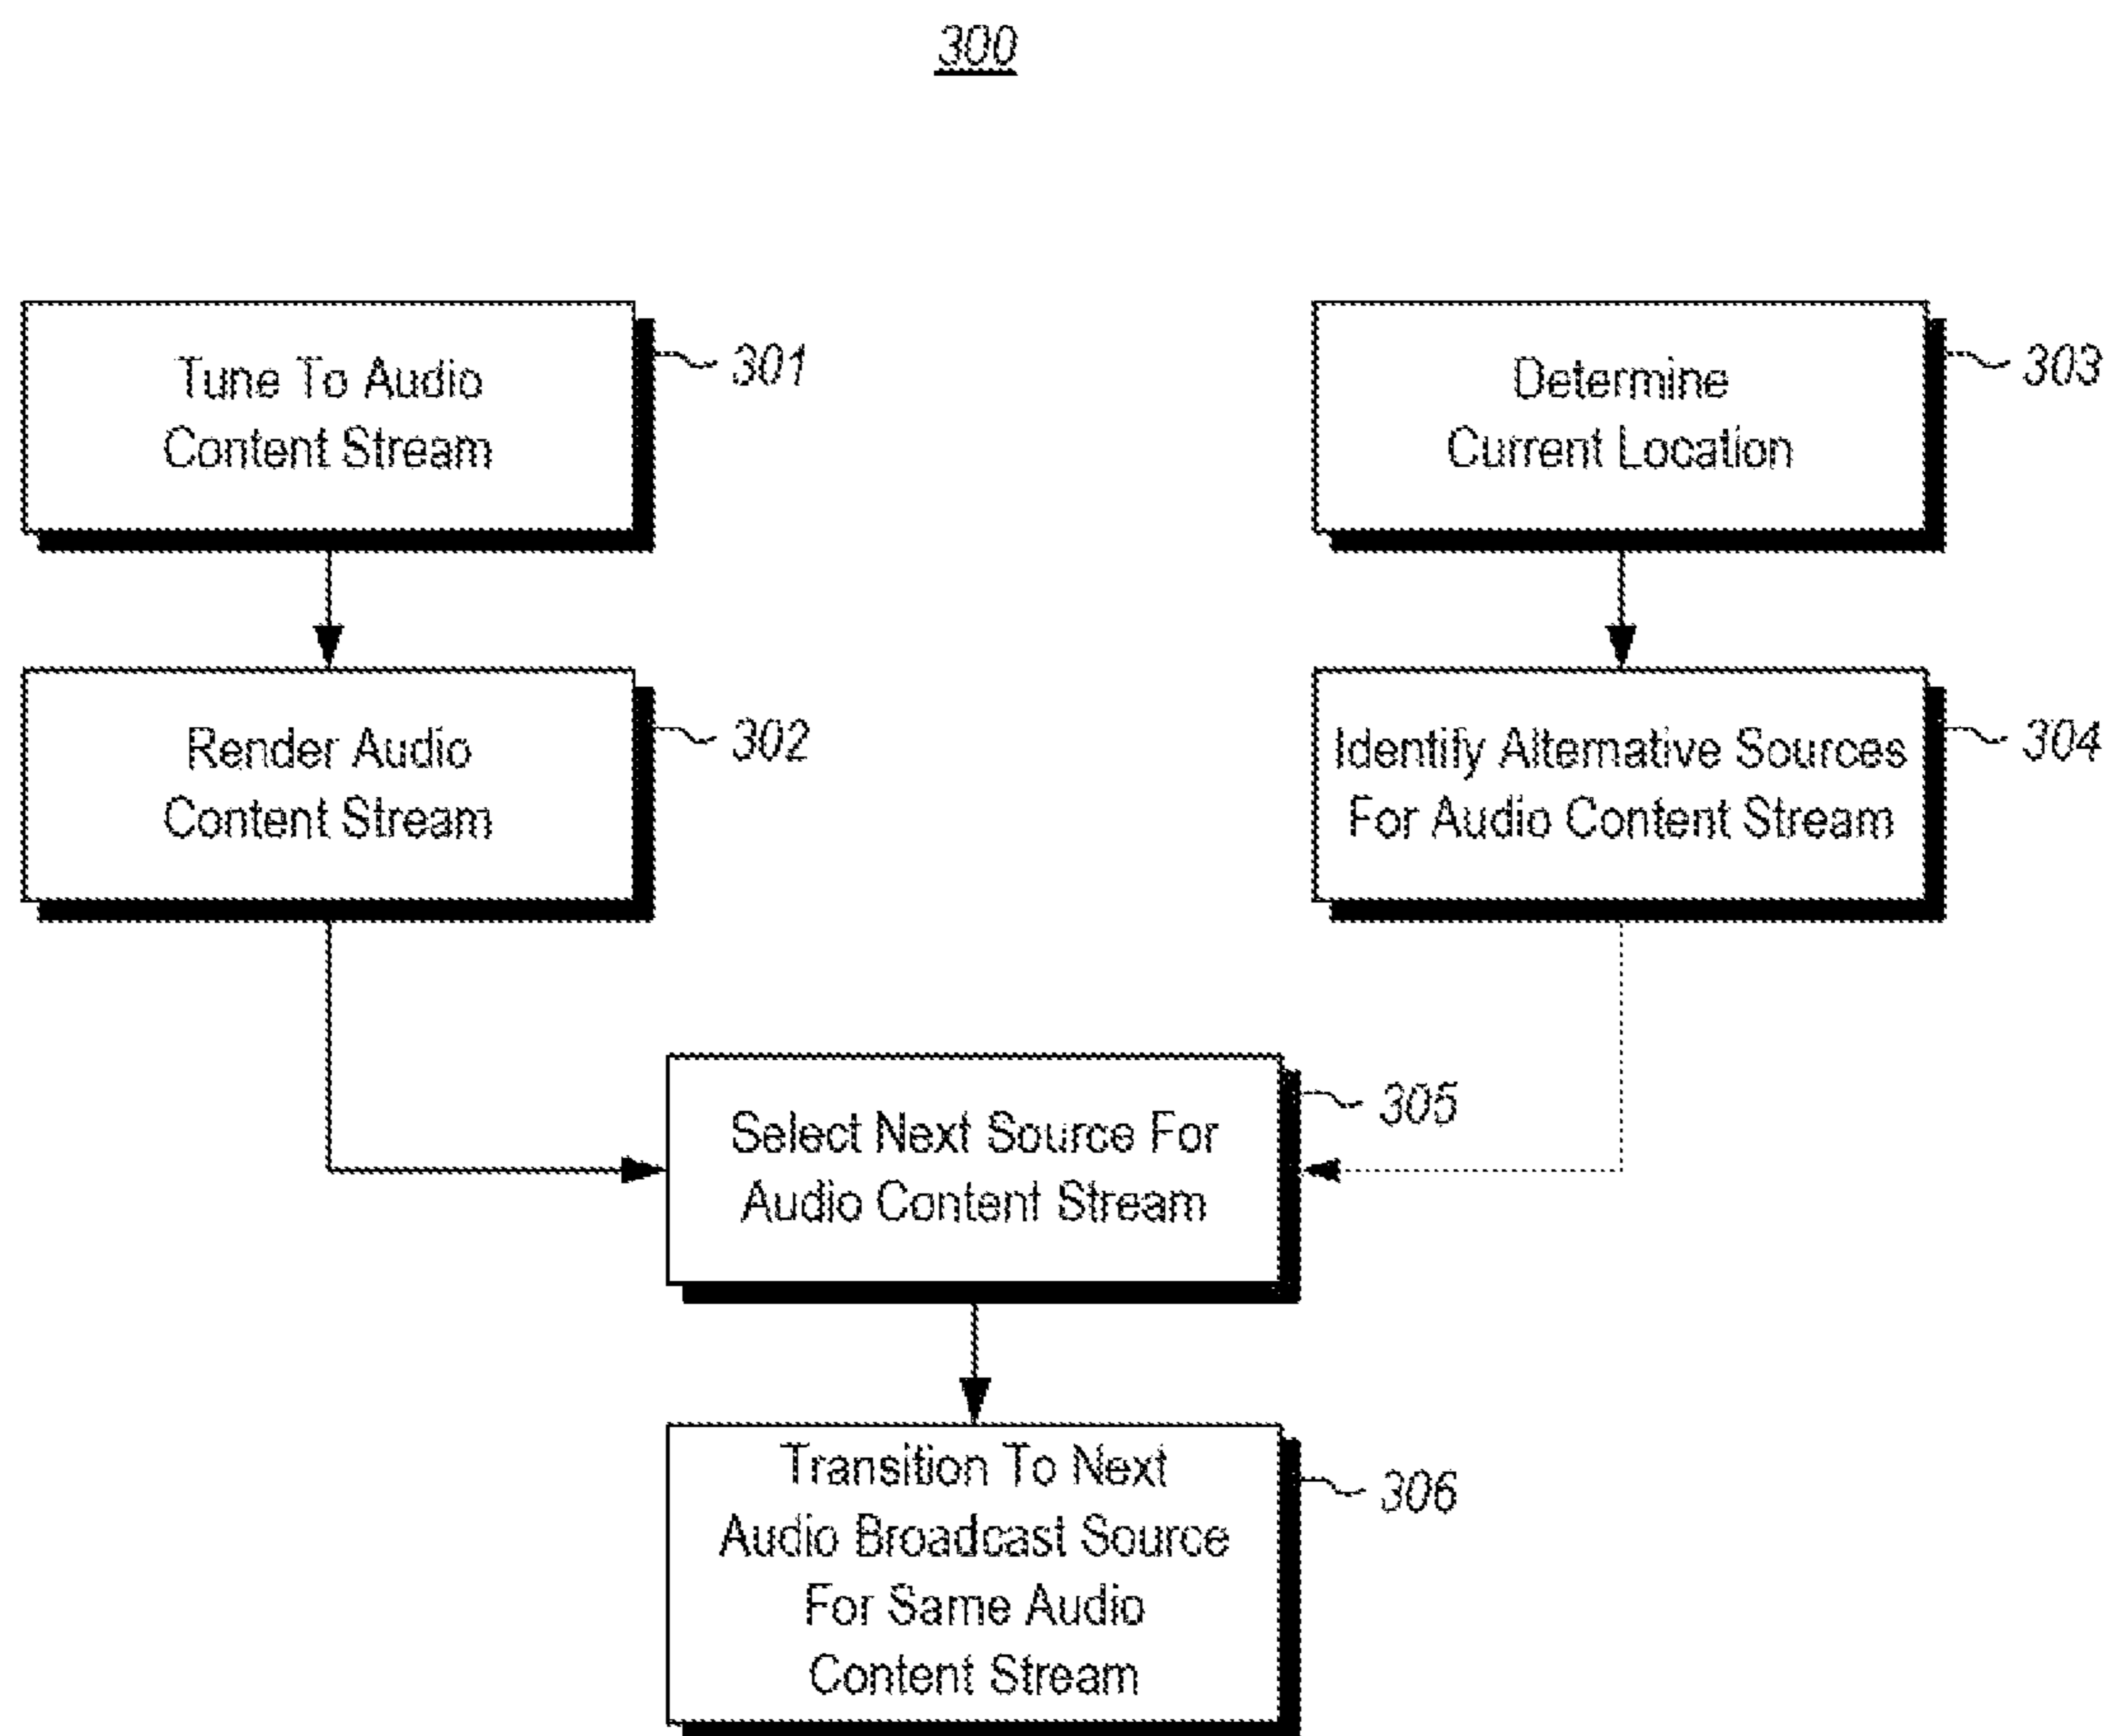 300
Tune To Audio
Content Stream
301
Determine
Current Location
303
Render Audio
Content Stream
302
Identify Alternative Sources
For Audio Content Stream
304
Select Next Source For
Audio Content Stream
305
Transition To Next
Audio Broadcast Source
For Same Audio
Content Stream
306